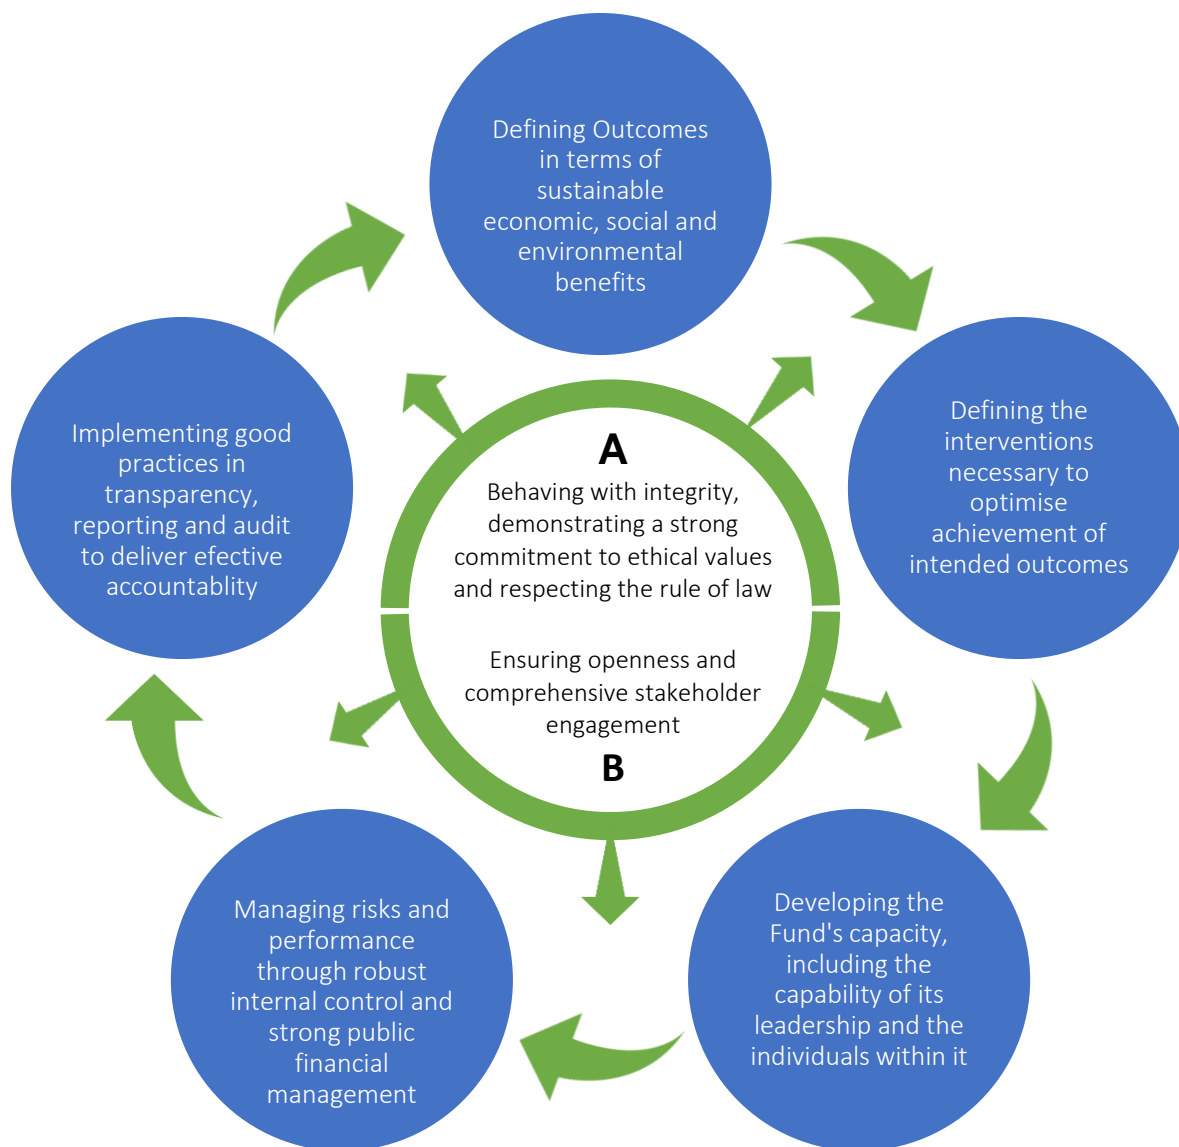 Defining Outcomes
in terms of
sustainable
economic, social and
environmental
benefits
Defining the
interventions
necessary to
optimise
achievement of
intended outcomes
Developing the
Fund's capacity,
including the
capability of its
leadership and the
individuals within it
Managing risks and
performance
through robust
internal control and
strong public
financial
management
Implementing good
practices in
transparency,
reporting and audit
to deliver efective
accountablity
A
Behaving with integrity,
demonstrating a strong
commitment to ethical values
and respecting the rule of law
Ensuring openness and
comprehensive stakeholder
engagement
B